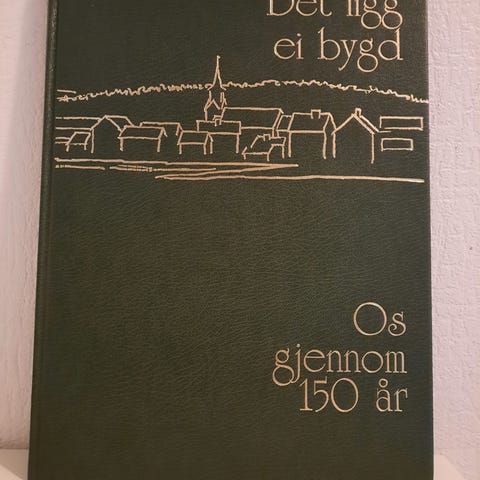 Det ligg
ei bygd
Os
gjennom
150 år